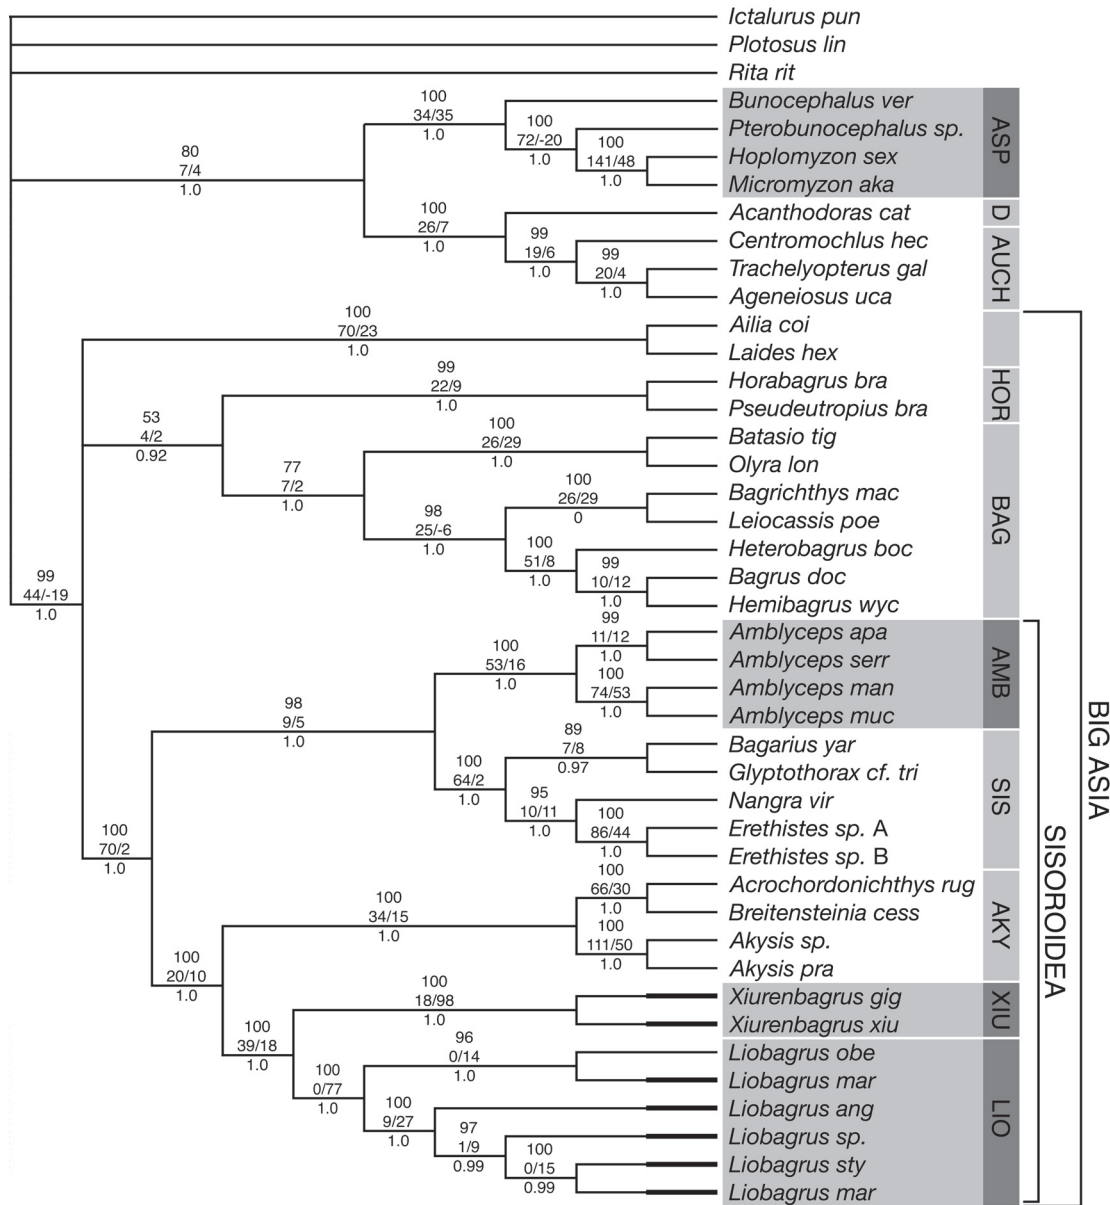 Ictalurus pun
Plotosus lin
Rita rit
Bunocephalus ver
Pterobunocephalus sp.
Hoplomyzon sex
Micromyzon aka
Acanthodoras cat
Centromochlus hec
Trachelyopterus gal
Ageneiosus uca
Ailia coi
Laides hex
Horabagrus bra
Pseudeutropius bra
Batasio tig
Olyra lon
Bagrichthys mac
Leiocassis poe
Heterobagrus boc
Bagrus doc
Hemibagrus wyc
Amblyceps apa
Amblyceps serr
Amblyceps man
Amblyceps muc
Bagarius yar
Glyptothorax cf. tri
Nangra vir
Erethistes sp. A
Erethistes sp. B
Acrochordonichthys rug
Breitensteinia cess
Akysis sp.
Akysis pra
Xiurenbagrus gig
Xiurenbagrus xiu
Liobagrus obe
Liobagrus mar
Liobagrus ang
Liobagrus sp.
Liobagrus sty
Liobagrus mar
ASP
D
AUCH
HOR
BAG
AMB
SIS
AKY
XIU
LIO
SISOROIDEA
BIG ASIA
80
7/4
1.0
100
34/35
1.0
100
72/-20
1.0
100
141/48
1.0
100
26/7
1.0
99
19/6
1.0
99
20/4
1.0
99
44/-19
1.0
100
70/23
1.0
53
4/2
0.92
99
22/9
1.0
77
7/2
1.0
100
26/29
1.0
98
25/-6
1.0
100
26/29
0
100
51/8
1.0
99
10/12
1.0
100
70/2
1.0
98
9/5
1.0
100
53/16
1.0
99
11/12
1.0
100
74/53
1.0
100
64/2
1.0
89
7/8
0.97
95
10/11
1.0
100
86/44
1.0
100
20/10
1.0
100
34/15
1.0
100
66/30
1.0
100
111/50
1.0
100
39/18
1.0
100
18/98
1.0
100
0/77
1.0
96
0/14
1.0
100
9/27
1.0
97
1/9
0.99
100
0/15
0.99